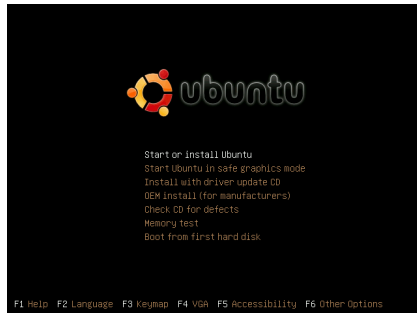 ubuntu
Start or install Ubuntu
Start Ubuntu in safe graphics mode
Install with driver update CD
OEM install (for manufacturers)
Check CD for defects
Memory test
Boot from first hard disk
F1 Help F2 Language F3 Keymap F4 VGA F5 Accessibility F6 Other Options